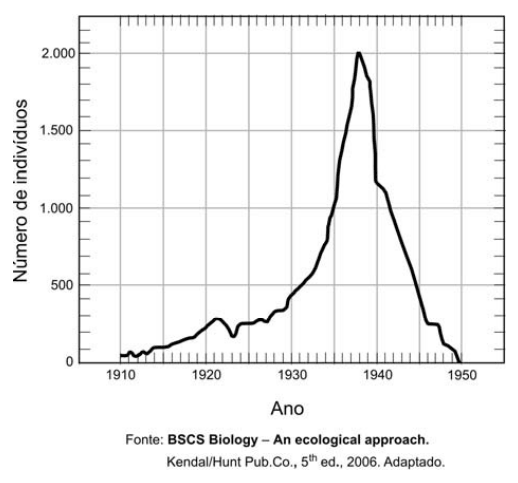 Número de indivíduos
2.000
1.500
1.000
500
0
1910 1920 1930 1940 1950
Ano
Fonte: BSCS Biology – An ecological approach.
Kendal/Hunt Pub.Co., 5th ed., 2006. Adaptado.